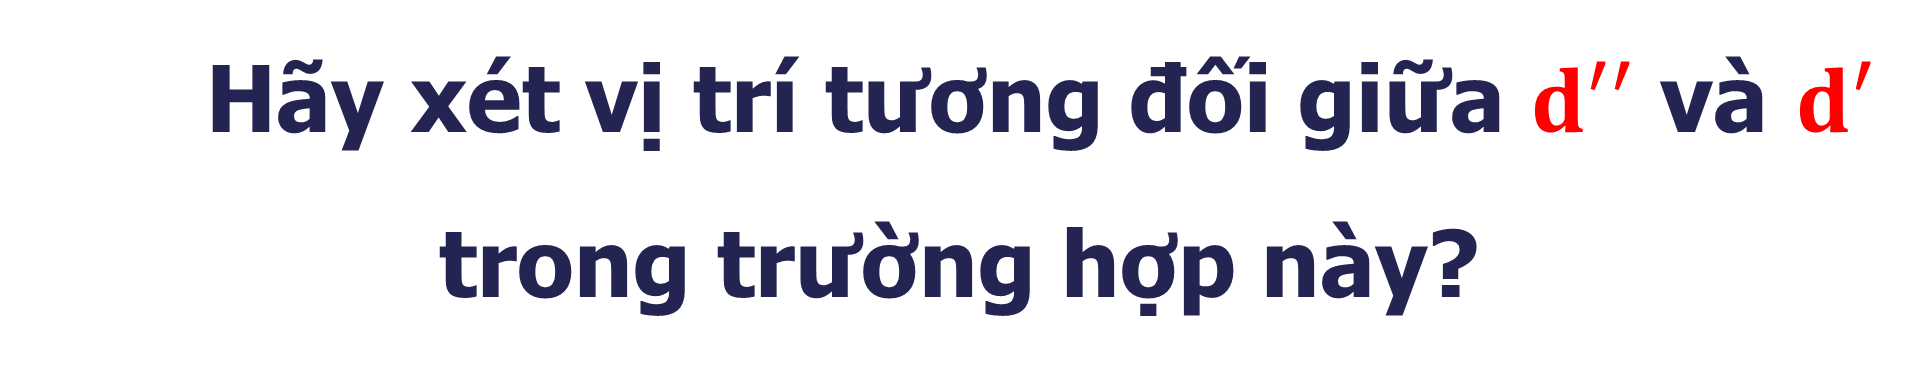 Hãy xét vị trí tương đối giữa d′′ và d′
trong trường hợp này?